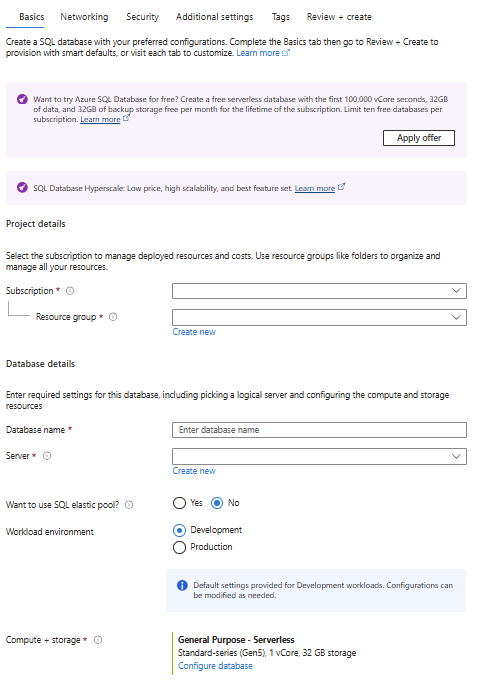 Basics Networking Security Additional settings Tags Review + create
Create a SQL database with your preferred configurations. Complete the Basics tab then go to Review + Create to
provision with smart defaults, or visit each tab to customize. Learn more
Want to try Azure SQL Database for free? Create a free serverless database with the first 100,000 vCore seconds, 32GB
of data, and 32GB of backup storage free per month for the lifetime of the subscription. Limit ten free databases per
subscription. Learn more
Apply offer
SQL Database Hyperscale: Low price, high scalability, and best feature set. Learn more
Project details
Select the subscription to manage deployed resources and costs. Use resource groups like folders to organize and
manage all your resources.
Subscription *
Resource group *
Create new
Database details
Enter required settings for this database, including picking a logical server and configuring the compute and storage
resources
Database name * Enter database name
Server *
Create new
Want to use SQL elastic pool? Yes No
Workload environment Development
Production
Default settings provided for Development workloads. Configurations can
be modified as needed.
Compute + storage * General Purpose - Serverless
Standard-series (Gen5), 1 vCore, 32 GB storage
Configure database